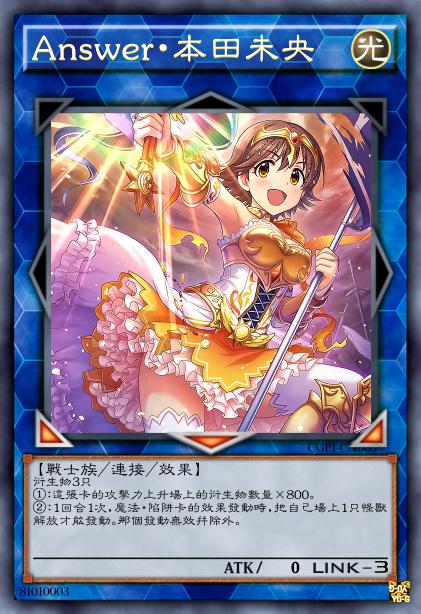 Answer・本田未央
光
CGP1-CN003
【戰士族/連接/效果】
衍生物3只
①:這張卡的攻擊力上升場上的衍生物數量×800。
②:1回合1次,魔法·陷阱卡的效果發動時,把自己場上1只怪獸
解放才能發動。那個發動無效并除外。
ATK/ 0 LINK-3
81010003